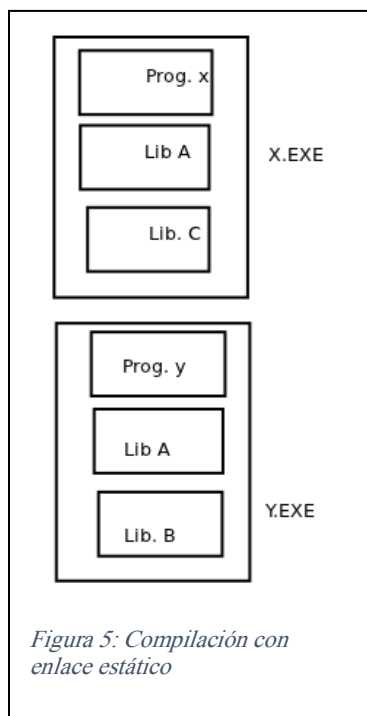 Prog. x
Lib A
X.EXE
Lib. C
Prog. y
Lib A
Y.EXE
Lib. B
Figura 5: Compilación con
enlace estático